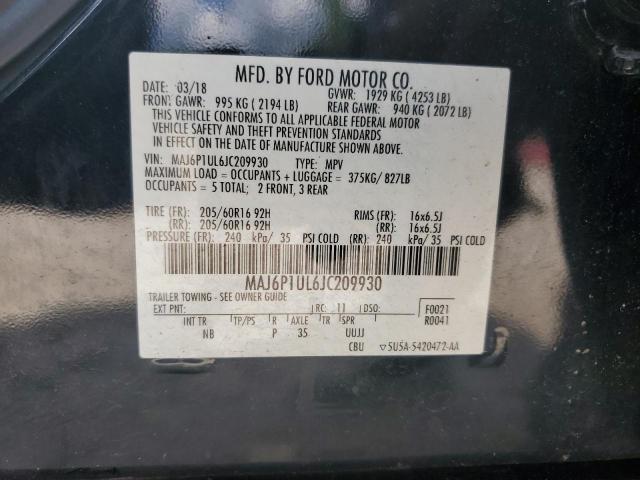 MFD. BY FORD MOTOR CO.
DATE: 03/18 GVWR: 1929 KG ( 4253 LB)
FRONT GAWR: 995 KG ( 2194 LB) REAR GAWR: 940 KG ( 2072 LB)
THIS VEHICLE CONFORMS TO ALL APPLICABLE FEDERAL MOTOR
VEHICLE SAFETY AND THEFT PREVENTION STANDARDS
IN EFFECT ON THE DATE OF MANUFACTURE SHOWN ABOVE.
VIN: MAJ6P1UL6JC209930 TYPE: MPV
MAXIMUM LOAD = OCCUPANTS + LUGGAGE = 375KG/ 827LB
OCCUPANTS = 5 TOTAL; 2 FRONT, 3 REAR
TIRE (FR): 205/60R16 92H RIMS (FR): 16x6.5J
(RR): 205/60R16 92H (RR): 16x6.5J
PRESSURE (FR): 240 kPa/ 35 PSI COLD (RR): 240 kPa/ 35 PSI COLD
MAJ6P1UL6JC209930
TRAILER TOWING - SEE OWNER GUIDE
EXT PNT: RC: 11 DSO: F0021
R0041
INT TR TP/PS R AXLE TR SPR
NB P 35 UUJJ
CBU ▽SU5A-5420472-AA